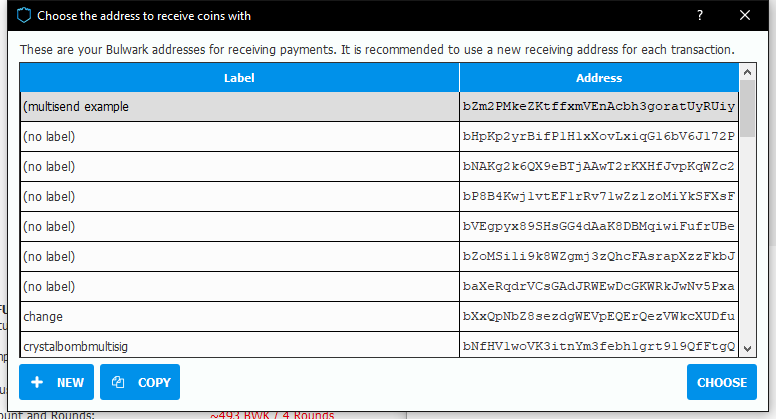 Choose the address to receive coins with
These are your Bulwark addresses for receiving payments. It is recommended to use a new receiving address for each transaction.
Label Address
(multisend example bZm2PMkeZKtffxmVEnAcbh3goratUyRUiy
(no label) bHpKp2yrBifP1H1xXovLxiqG16bV6J172P
(no label) bNAKg2k6QX9eBTjAAwT2rKXHfJvpKqWZc2
(no label) bP8B4Kwj1vtEF1rRv71wZz1zoMiYkSFXsF
(no label) bVEgpyx89SHsGG4dAaK8DBMqiwiFufrUBe
(no label) bZoMSi1i9k8WZgmj3zQhcFAsrapXzzFkbJ
(no label) baXeRqdrVCsGAdJRWEwDcGKWRkJwNv5Pxa
change bXxQpNbZ8sezdgWEVpEQErQezVWkcXUDfu
crystalbombmultisig bNfHV1woVK3itnYm3febh1grt919QfFtgQ
NEW COPY CHOOSE
ount and Rounds: ~493 BWK / 4 Rounds